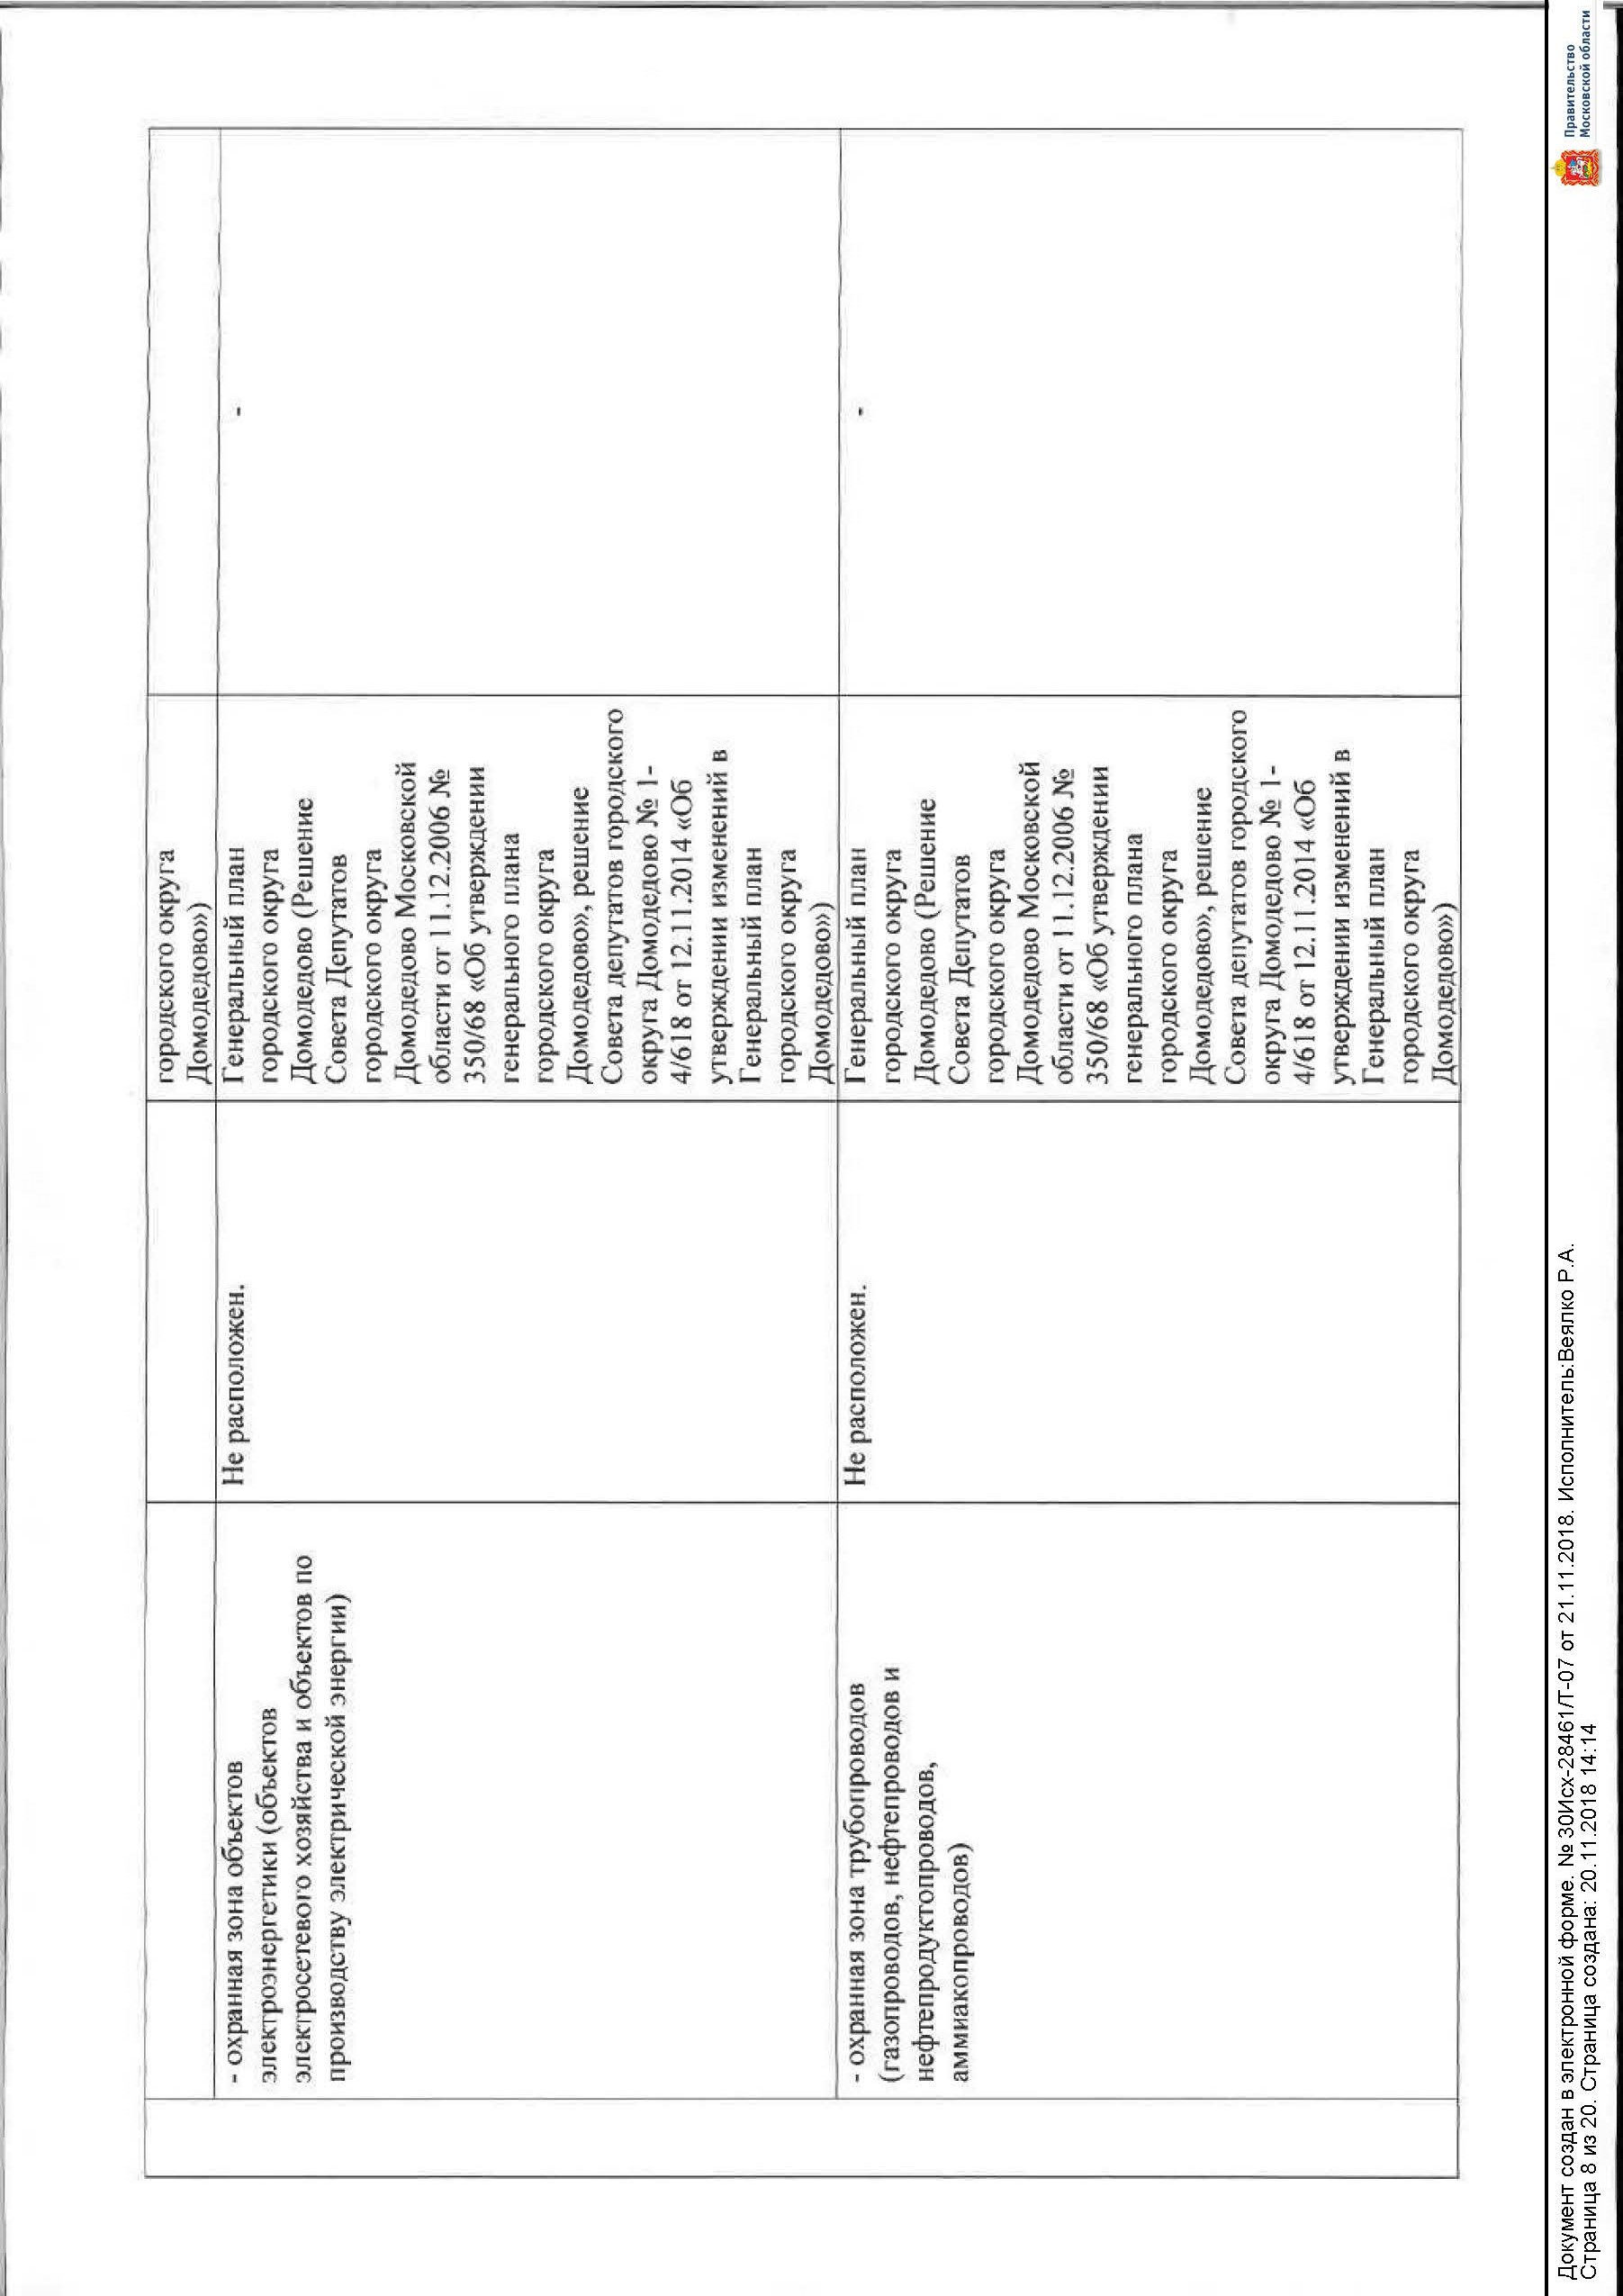 городского округа
Домодедово»)
- охранная зона объектов
электроэнергетики (объектов
электросетевого хозяйства и объектов по
производству электрической энергии)
Не расположен.
Генеральный план
городского округа
Домодедово (Решение
Совета Депутатов
городского округа
Домодедово Московской
области от 11.12.2006 №
350/68 «Об утверждении
генерального плана
городского округа
Домодедово», решение
Совета депутатов городского
округа Домодедово № 1-
4/618 от 12.11.2014 «Об
утверждении изменений в
Генеральный план
городского округа
Домодедово»)
-
- охранная зона трубопроводов
(газопроводов, нефтепроводов и
нефтепродуктопроводов,
аммиакопроводов)
Не расположен.
Генеральный план
городского округа
Домодедово (Решение
Совета Депутатов
городского округа
Домодедово Московской
области от 11.12.2006 №
350/68 «Об утверждении
генерального плана
городского округа
Домодедово», решение
Совета депутатов городского
округа Домодедово № 1-
4/618 от 12.11.2014 «Об
утверждении изменений в
Генеральный план
городского округа
Домодедово»)
-
Документ создан в электронной форме. № 30Исх-28461/Т-07 от 21.11.2018. Исполнитель:Веялко Р.А.
Страница 8 из 20. Страница создана: 20.11.2018 14:14
Правительство
Московской области